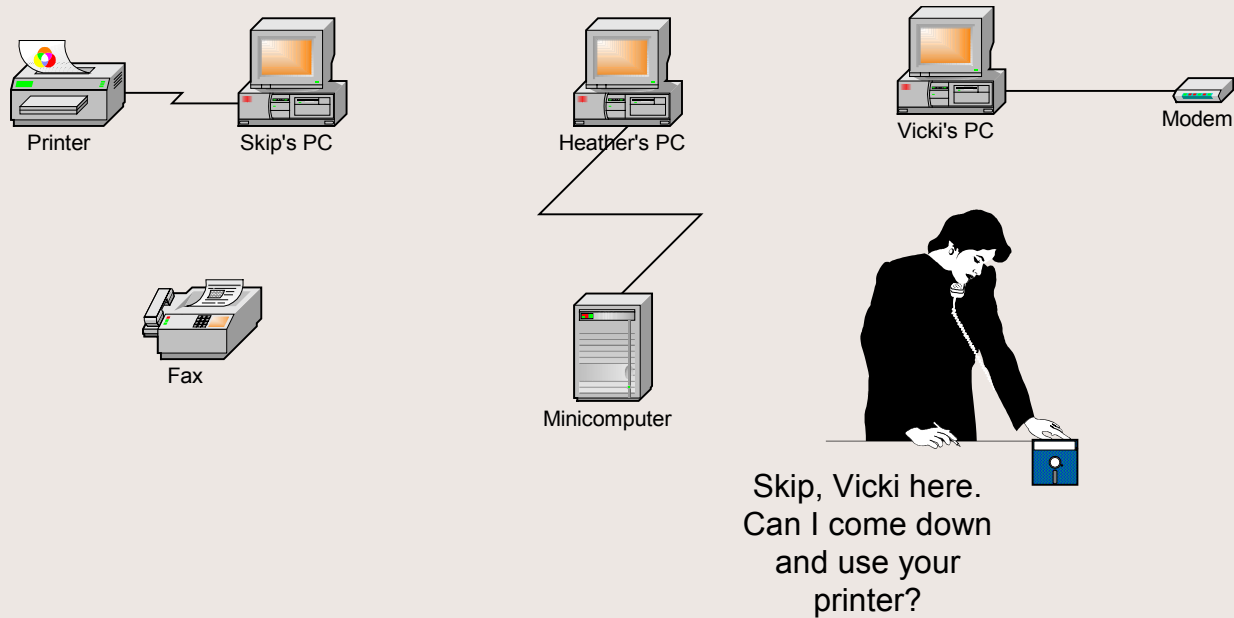 Printer
Skip's PC
Heather's PC
Vicki's PC
Modem
Fax
Minicomputer
Skip, Vicki here.
Can I come down
and use your
printer?